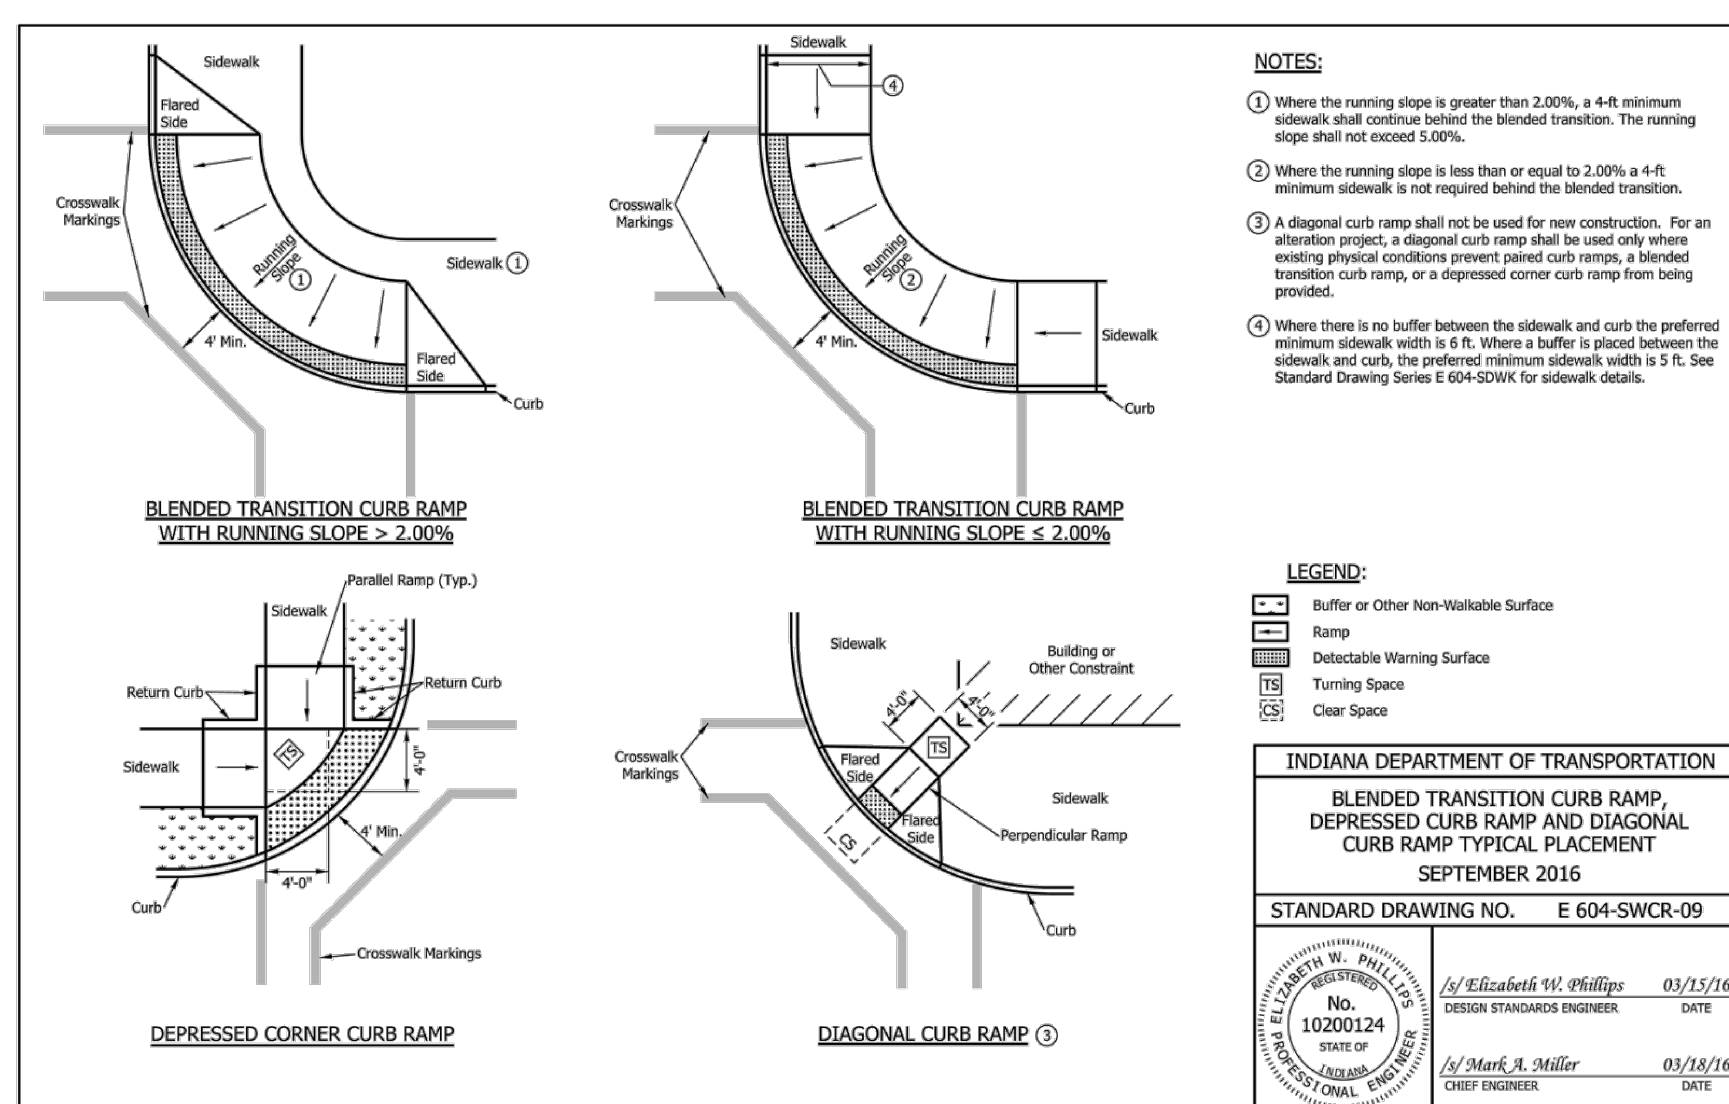 Sidewalk
Flared
Side
Crosswalk
Markings
Running
Slope
1
Sidewalk 1
4' Min.
Flared
Side
Curb
BLENDED TRANSITION CURB RAMP
WITH RUNNING SLOPE > 2.00%
Sidewalk
4
Crosswalk
Markings
Running
Slope
2
4' Min.
Sidewalk
Curb
BLENDED TRANSITION CURB RAMP
WITH RUNNING SLOPE ≤ 2.00%
NOTES:
1 Where the running slope is greater than 2.00%, a 4-ft minimum
sidewalk shall continue behind the blended transition. The running
slope shall not exceed 5.00%.
2 Where the running slope is less than or equal to 2.00% a 4-ft
minimum sidewalk is not required behind the blended transition.
3 A diagonal curb ramp shall not be used for new construction. For an
alteration project, a diagonal curb ramp shall be used only where
existing physical conditions prevent paired curb ramps, a blended
transition curb ramp, or a depressed corner curb ramp from being
provided.
4 Where there is no buffer between the sidewalk and curb the preferred
minimum sidewalk width is 6 ft. Where a buffer is placed between the
sidewalk and curb, the preferred minimum sidewalk width is 5 ft. See
Standard Drawing Series E 604-SDWK for sidewalk details.
Parallel Ramp (Typ.)
Sidewalk
Return Curb
Return Curb
TS
Sidewalk
4'-0"
4' Min.
4'-0"
Curb
Crosswalk Markings
DEPRESSED CORNER CURB RAMP
Sidewalk
Building or
Other Constraint
4'-0"
4'-0"
TS
Crosswalk
Markings
Flared
Side
Sidewalk
Flared
Side
Perpendicular Ramp
CS
Curb
DIAGONAL CURB RAMP 3
LEGEND:
Buffer or Other Non-Walkable Surface
Ramp
Detectable Warning Surface
TS Turning Space
CS Clear Space
INDIANA DEPARTMENT OF TRANSPORTATION
BLENDED TRANSITION CURB RAMP,
DEPRESSED CURB RAMP AND DIAGONAL
CURB RAMP TYPICAL PLACEMENT
SEPTEMBER 2016
STANDARD DRAWING NO. E 604-SWCR-09
ELIZABETH W. PHILLIPS
REGISTERED
No.
10200124
STATE OF
INDIANA
PROFESSIONAL ENGINEER
/s/ Elizabeth W. Phillips 03/15/16
DESIGN STANDARDS ENGINEER DATE
/s/ Mark A. Miller 03/18/16
CHIEF ENGINEER DATE